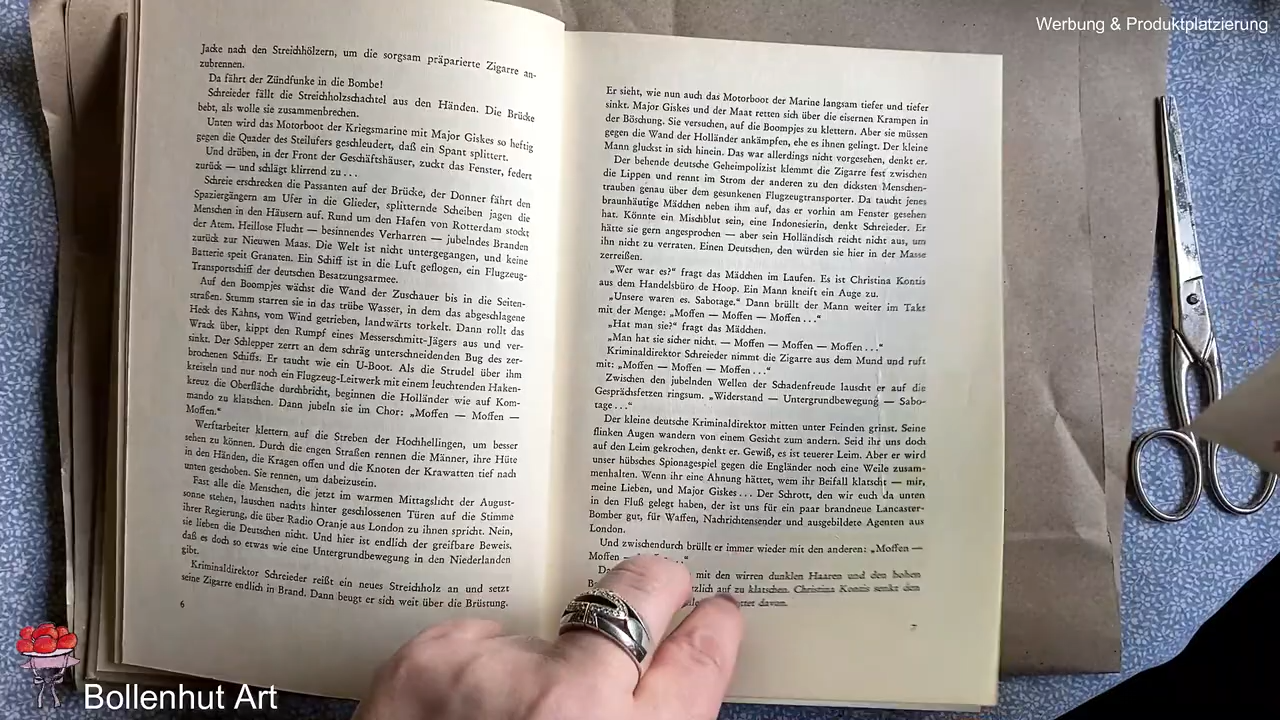 Werbung & Produktplatzierung
Jacke nach den Streichhölzern, um die sorgsam präparierte Zigarre an-
zubrennen.
Da fährt der Zündfunke in die Bombe!
Schreieder fällt die Streichholzschachtel aus den Händen. Die Brücke
bebt, als wolle sie zusammenbrechen.
Unten wird das Motorboot der Kriegsmarine mit Major Giskes so heftig
gegen die Quader des Steilufers geschleudert, daß ein Spant splittert.
Und drüben, in der Front der Geschäftshäuser, zuckt das Fenster, federt
zurück — und schlägt klirrend zu . . .
Schreie erschrecken die Passanten auf der Brücke, der Donner fährt den
Spaziergängern am Ufer in die Glieder, splitternde Scheiben jagen die
Menschen in den Häusern auf. Rund um den Hafen von Rotterdam stockt
der Atem. Heillose Flucht — besinnendes Verharren — jubelndes Branden
zurück zur Nieuwen Maas. Die Welt ist nicht untergegangen, und keine
Batterie speit Granaten. Ein Schiff ist in die Luft geflogen, ein Flugzeug-
Transportschiff der deutschen Besatzungsarmee.
Auf den Boompjes wächst die Wand der Zuschauer bis in die Seiten-
straßen. Stumm starren sie in das trübe Wasser, in dem das abgeschlagene
Heck des Kahns, vom Wind getrieben, landwärts torkelt. Dann rollt das
Wrack über, kippt den Rumpf eines Messerschmitt-Jägers aus und ver-
sinkt. Der Schlepper zerrt an dem schräg unterschneidenden Bug des zer-
brochenen Schiffs. Er taucht wie ein U-Boot. Als die Strudel über ihm
kreiseln und nur noch ein Flugzeug-Leitwerk mit einem leuchtenden Haken-
kreuz die Oberfläche durchbricht, beginnen die Holländer wie auf Kom-
mando zu klatschen. Dann jubeln sie im Chor: „Moffen — Moffen —
Moffen.“
Werftarbeiter klettern auf die Streben der Hochhellingen, um besser
sehen zu können. Durch die engen Straßen rennen die Männer, ihre Hüte
in den Händen, die Kragen offen und die Knoten der Krawatten tief nach
unten geschoben. Sie rennen, um dabeizusein.
Fast alle die Menschen, die jetzt im warmen Mittagslicht der August-
sonne stehen, lauschen nachts hinter geschlossenen Türen auf die Stimme
ihrer Regierung, die über Radio Oranje aus London zu ihnen spricht. Nein,
sie lieben die Deutschen nicht. Und hier ist endlich der greifbare Beweis.
daß es doch so etwas wie eine Untergrundbewegung in den Niederlanden
gibt.
Kriminaldirektor Schreieder reißt ein neues Streichholz an und setzt
seine Zigarre endlich in Brand. Dann beugt er sich weit über die Brüstung.
6
Er sieht, wie nun auch das Motorboot der Marine langsam tiefer und tiefer
sinkt. Major Giskes und der Maat retten sich über die eisernen Krampen in
der Böschung. Sie versuchen, auf die Boompjes zu klettern. Aber sie müssen
gegen die Wand der Holländer ankämpfen, ehe es ihnen gelingt. Der kleine
Mann gluckst in sich hinein. Das war allerdings nicht vorgesehen, denkt er.
Der behende deutsche Geheimpolizist klemmt die Zigarre fest zwischen
die Lippen und rennt im Strom der anderen zu den dicksten Menschen-
trauben genau über dem gesunkenen Flugzeugtransporter. Da taucht jenes
braunhäutige Mädchen neben ihm auf, das er vorhin am Fenster gesehen
hat. Könnte ein Mischblut sein, eine Indonesierin, denkt Schreieder. Er
hätte sie gern angesprochen — aber sein Holländisch reicht nicht aus, um
ihn nicht zu verraten. Einen Deutschen, den würden sie hier in der Masse
zerreißen.
„Wer war es?“ fragt das Mädchen im Laufen. Es ist Christina Kontis
aus dem Handelsbüro de Hoop. Ein Mann kneift ein Auge zu.
„Unsere waren es. Sabotage.“ Dann brüllt der Mann weiter im Takt
mit der Menge: „Moffen — Moffen — Moffen . . .“
„Hat man sie?“ fragt das Mädchen.
„Man hat sie sicher nicht. — Moffen — Moffen — Moffen . . .“
Kriminaldirektor Schreieder nimmt die Zigarre aus dem Mund und ruft
mit: „Moffen — Moffen — Moffen . . .“
Zwischen den jubelnden Wellen der Schadenfreude lauscht er auf die
Gesprächsfetzen ringsum. „Widerstand — Untergrundbewegung — Sabo-
tage . . .“
Der kleine deutsche Kriminaldirektor mitten unter Feinden grinst. Seine
flinken Augen wandern von einem Gesicht zum andern. Seid ihr uns doch
auf den Leim gekrochen, denkt er. Gewiß, es ist teuerer Leim. Aber er wird
unser hübsches Spionagespiel gegen die Engländer noch eine Weile zusam-
menhalten. Wenn ihr eine Ahnung hättet, wem ihr Beifall klatscht — mir,
meine Lieben, und Major Giskes . . . Der Schrott, den wir euch da unten
in den Fluß gelegt haben, der ist uns für ein paar brandneue Lancaster-
Bomber gut, für Waffen, Nachrichtensender und ausgebildete Agenten aus
London.
Und zwischendurch brüllt er immer wieder mit den anderen: „Moffen —
Moffen —
mit den wirren dunklen Haaren und den hohen
auf zu klatschen. Christina Kontis senkt den
davon.
7
Bollenhut Art